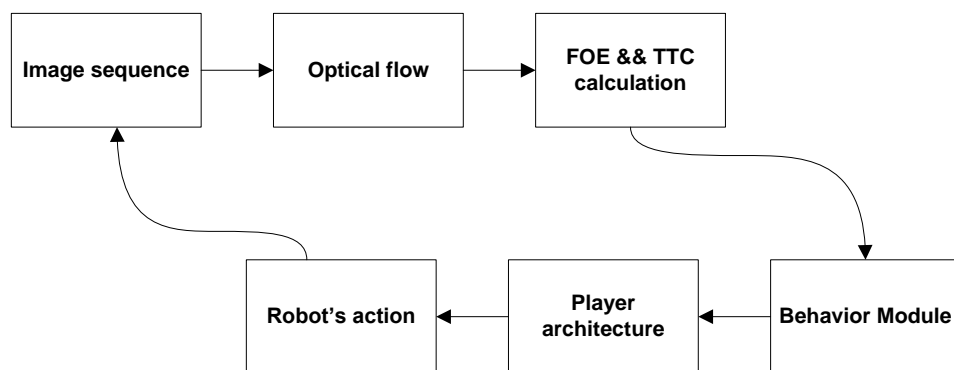 Image sequence
Optical flow
FOE && TTC
calculation
Robot's action
Player
architecture
Behavior Module